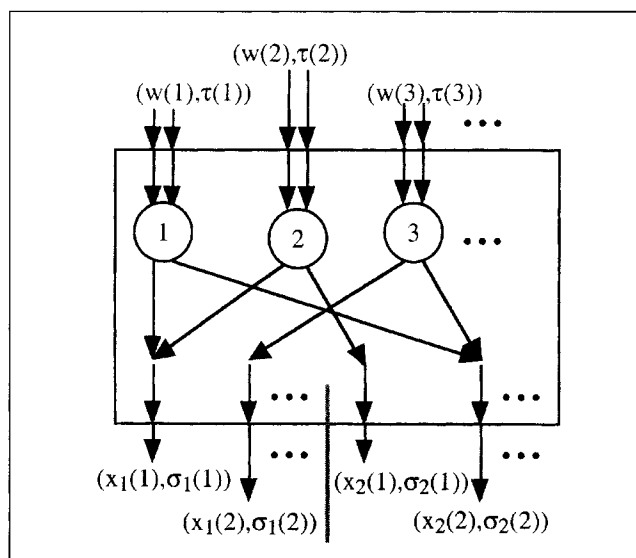 (w(2),τ(2))
(w(1),τ(1)) (w(3),τ(3)) •••
1 2 3 •••
••• •••
••• •••
(x₁(1),σ₁(1)) (x₂(1),σ₂(1))
(x₁(2),σ₁(2)) (x₂(2),σ₂(2))